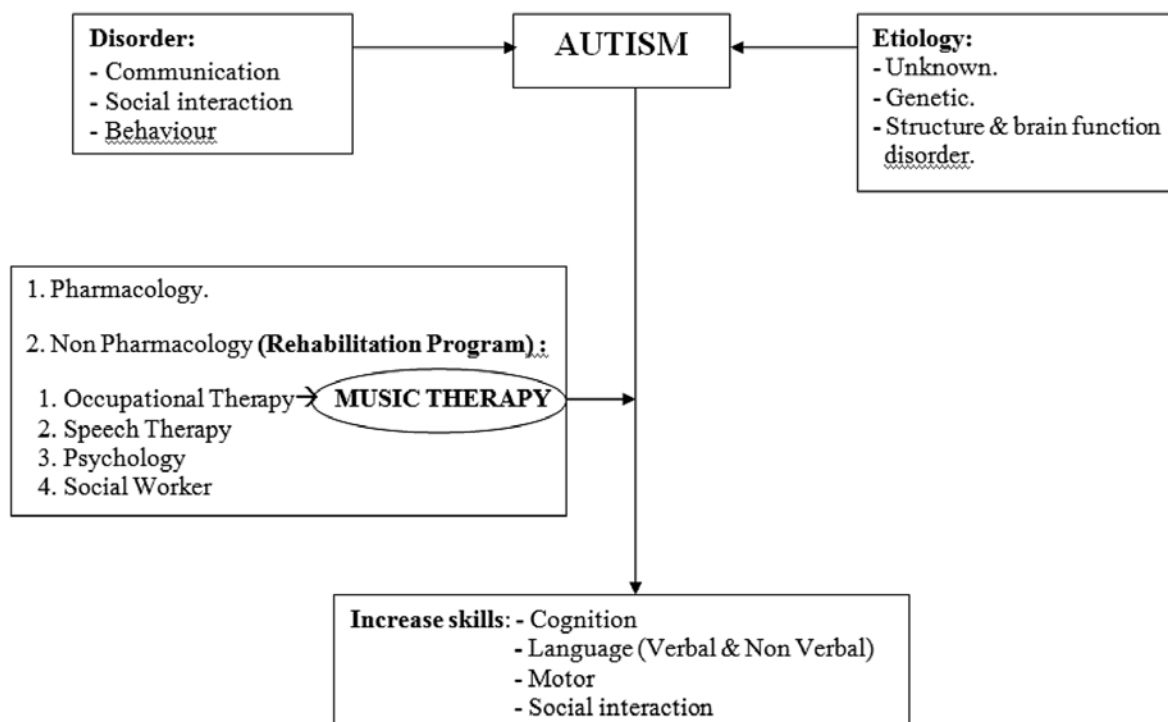 Disorder:
- Communication
- Social interaction
- Behaviour
AUTISM
Etiology:
- Unknown.
- Genetic.
- Structure & brain function
disorder.
1. Pharmacology.
2. Non Pharmacology (Rehabilitation Program) :
1. Occupational Therapy→ MUSIC THERAPY
2. Speech Therapy
3. Psychology
4. Social Worker
Increase skills: - Cognition
- Language (Verbal & Non Verbal)
- Motor
- Social interaction